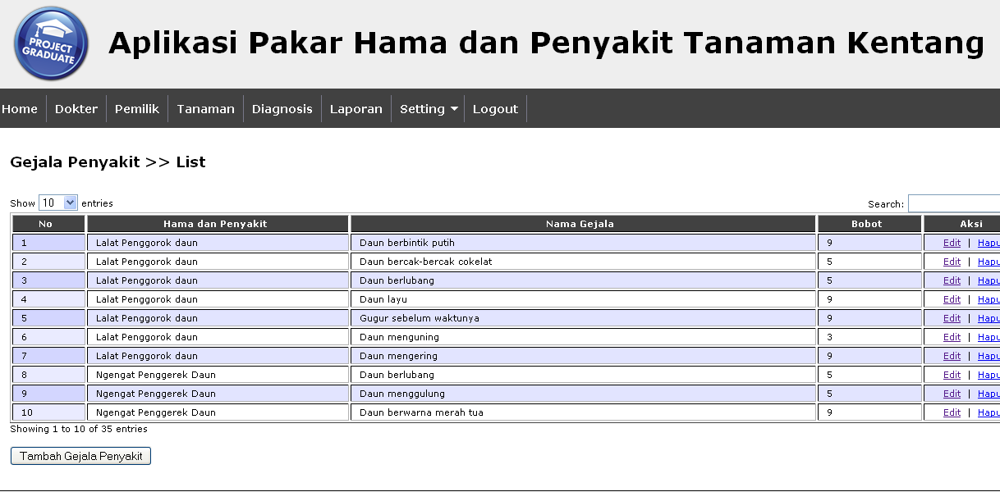 PROJECT
GRADUATE
Aplikasi Pakar Hama dan Penyakit Tanaman Kentang
Home Dokter Pemilik Tanaman Diagnosis Laporan Setting Logout
Gejala Penyakit >> List
Show 10 entries Search:
No Hama dan Penyakit Nama Gejala Bobot Aksi
1 Lalat Penggorok daun Daun berbintik putih 9 Edit | Hapu
2 Lalat Penggorok daun Daun bercak-bercak cokelat 5 Edit | Hapu
3 Lalat Penggorok daun Daun berlubang 5 Edit | Hapu
4 Lalat Penggorok daun Daun layu 9 Edit | Hapu
5 Lalat Penggorok daun Gugur sebelum waktunya 9 Edit | Hapu
6 Lalat Penggorok daun Daun menguning 3 Edit | Hapu
7 Lalat Penggorok daun Daun mengering 9 Edit | Hapu
8 Ngengat Penggerek Daun Daun berlubang 5 Edit | Hapu
9 Ngengat Penggerek Daun Daun menggulung 5 Edit | Hapu
10 Ngengat Penggerek Daun Daun berwarna merah tua 9 Edit | Hapu
Showing 1 to 10 of 35 entries
Tambah Gejala Penyakit